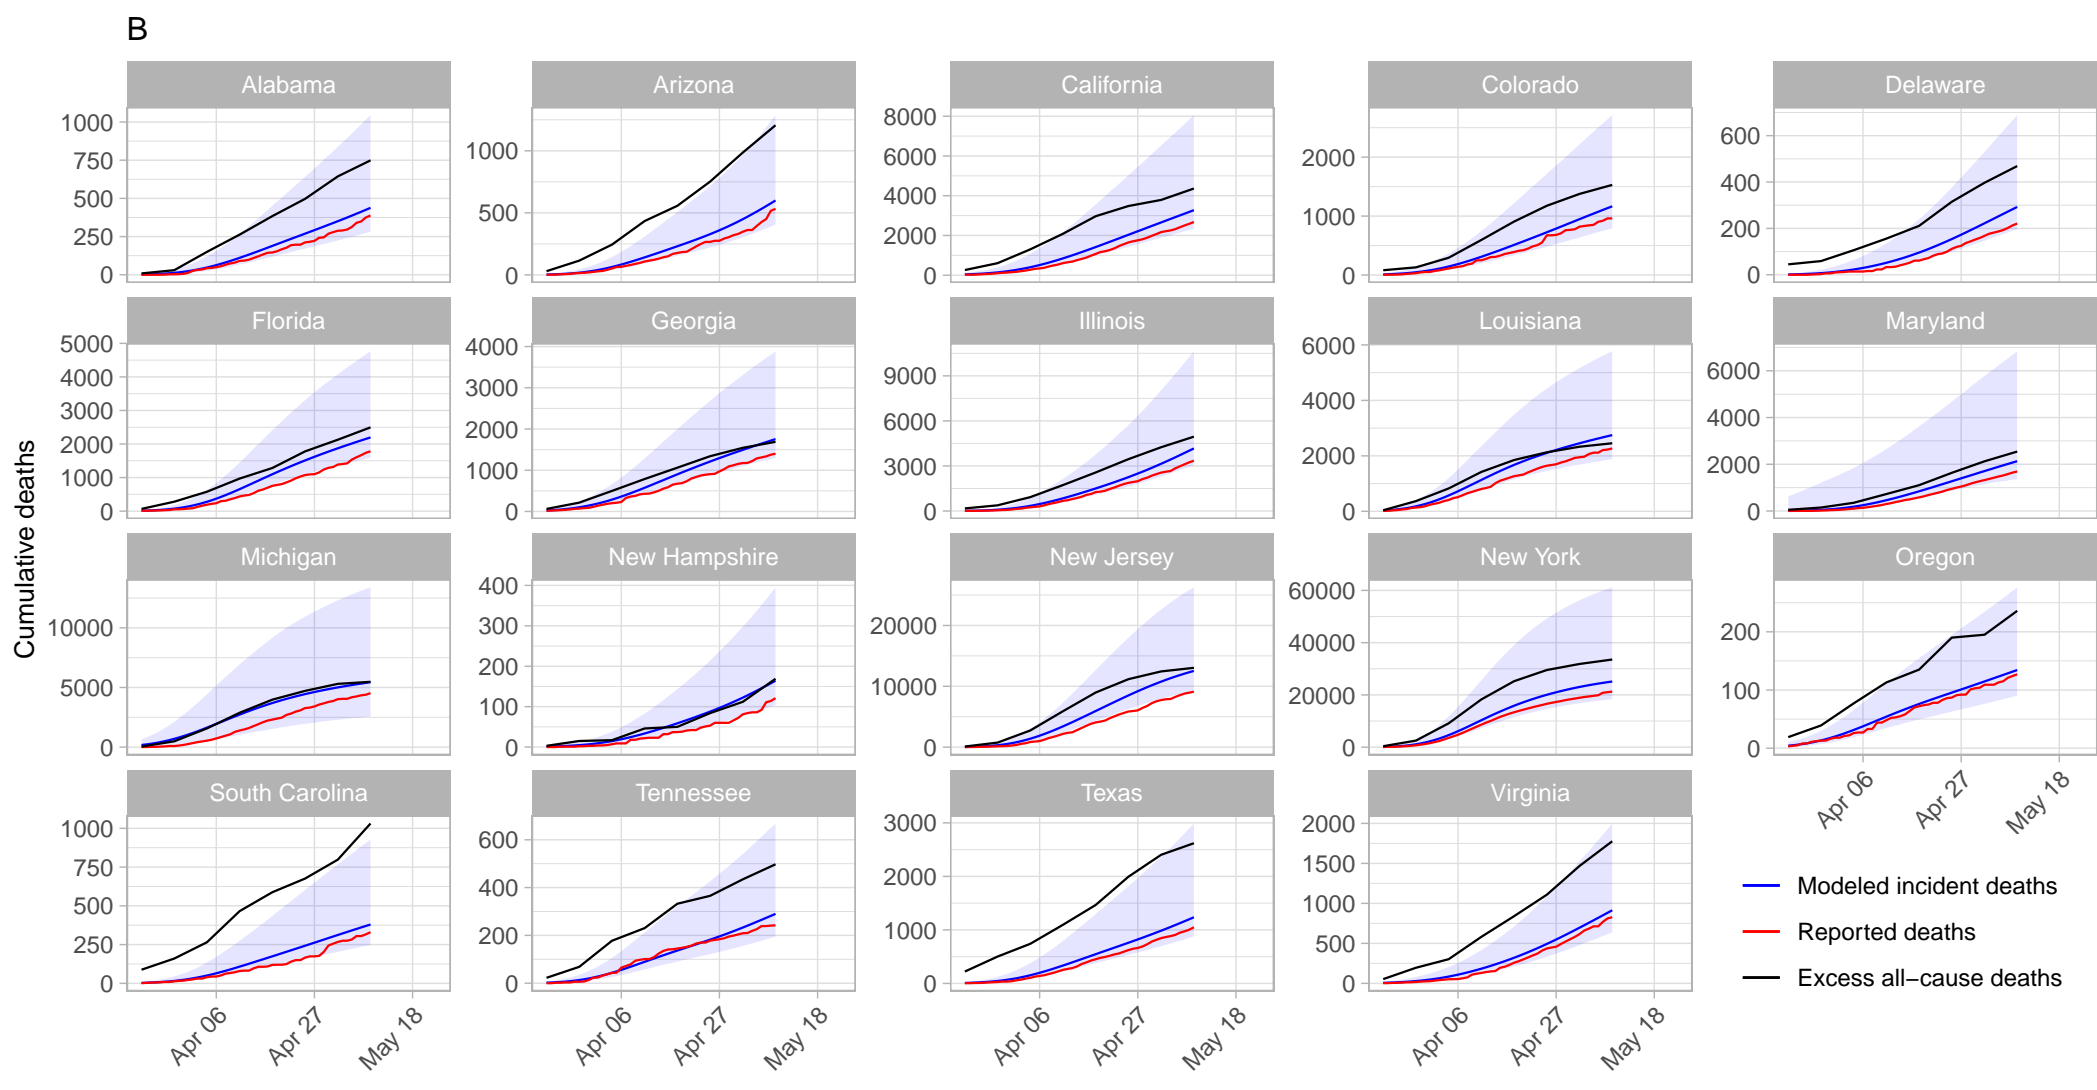 B
Alabama
Arizona
California
Colorado
Delaware
1000
750
500
250
0
1000
500
0
8000
6000
4000
2000
0
2000
1000
0
600
400
200
0
Florida
Georgia
Illinois
Louisiana
Maryland
5000
4000
3000
2000
1000
0
4000
3000
2000
1000
0
9000
6000
3000
0
6000
4000
2000
0
6000
4000
2000
0
Cumulative deaths
Michigan
New Hampshire
New Jersey
New York
Oregon
10000
5000
0
400
300
200
100
0
20000
10000
0
60000
40000
20000
0
200
100
0
Apr 06
Apr 27
May 18
South Carolina
Tennessee
Texas
Virginia
1000
750
500
250
0
600
400
200
0
3000
2000
1000
0
2000
1500
1000
500
0
Apr 06
Apr 27
May 18
Apr 06
Apr 27
May 18
Apr 06
Apr 27
May 18
Apr 06
Apr 27
May 18
Modeled incident deaths
Reported deaths
Excess all−cause deaths